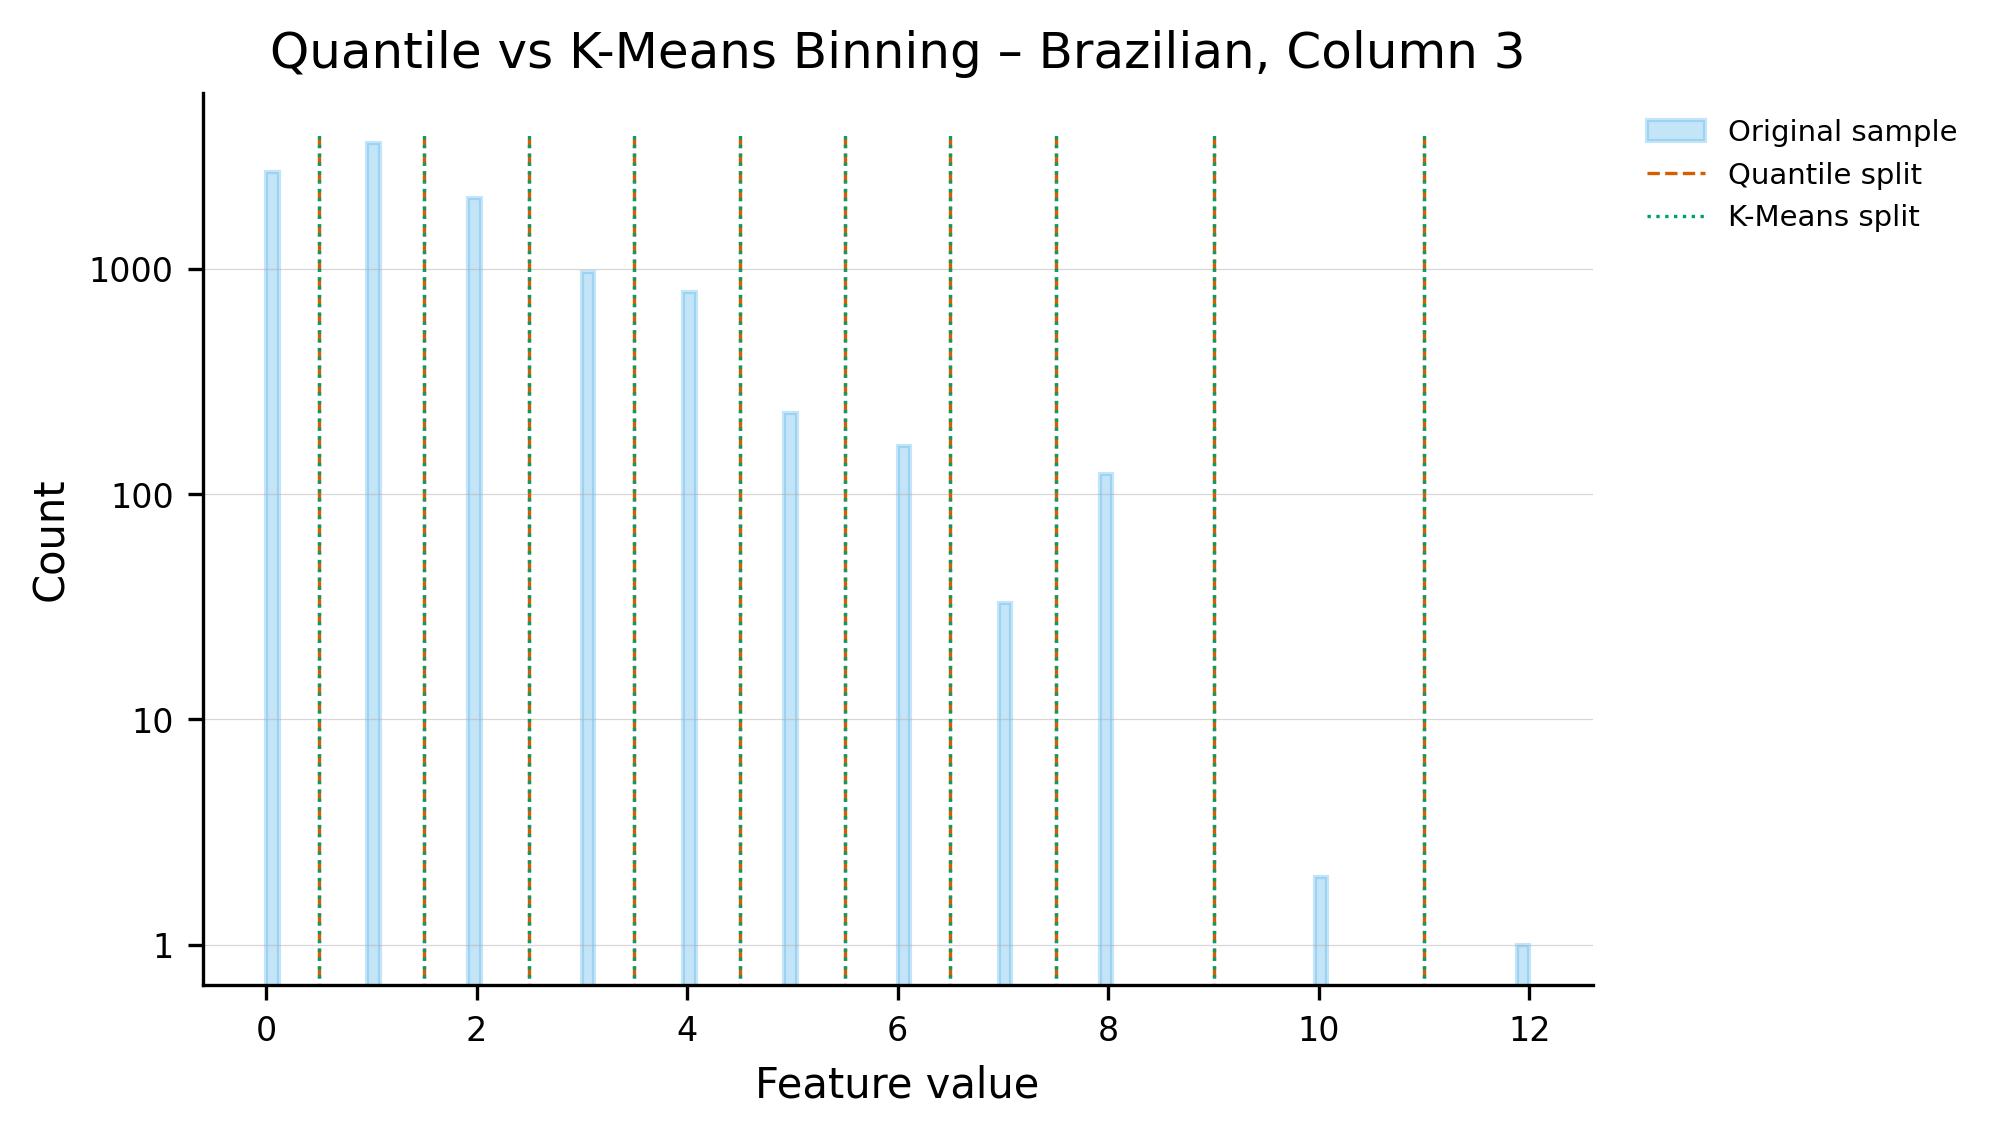 Quantile vs K-Means Binning – Brazilian, Column 3
Original sample
Quantile split
K-Means split
Count
1000
100
10
1
0 2 4 6 8 10 12
Feature value